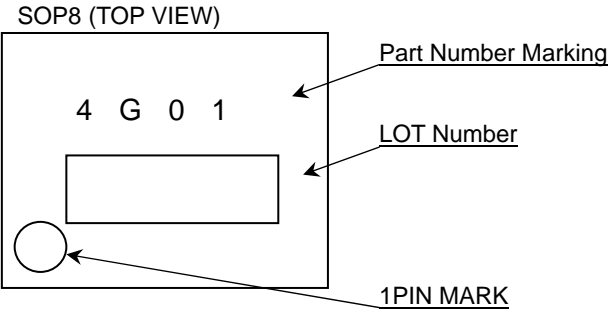 SOP8 (TOP VIEW)
Part Number Marking
4 G 0 1
LOT Number
1PIN MARK